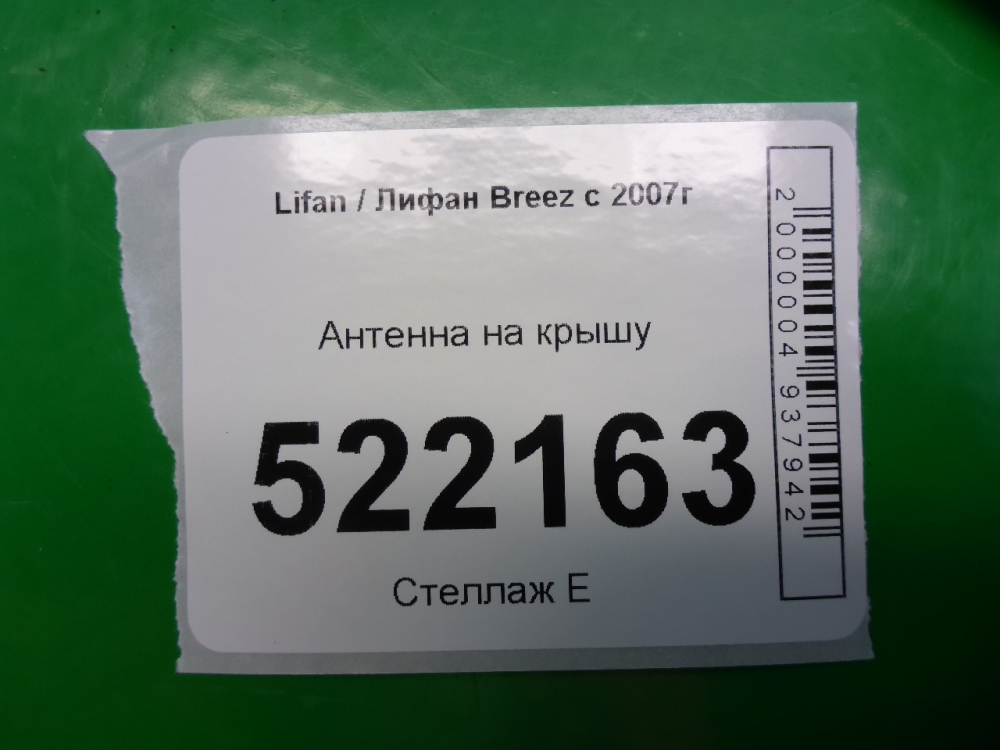 Lifan / Лифан Breez с 2007г
Антенна на крышу
522163
Стеллаж Е
2000004937942